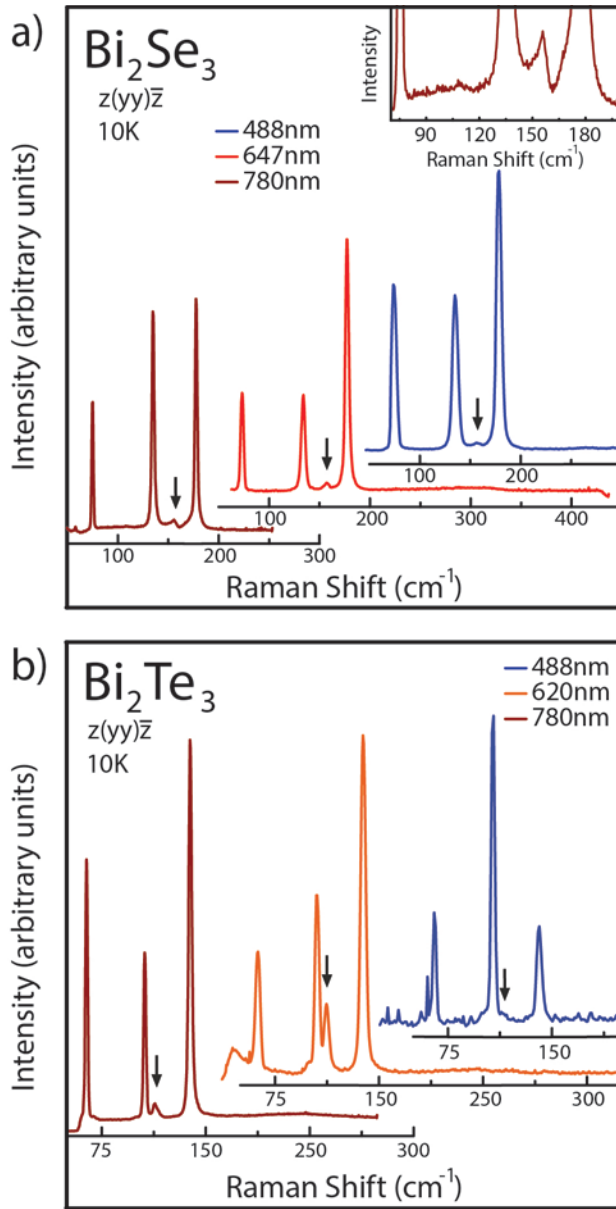 a)
Bi₂Se₃
z(yy)z̅
10K
488nm
647nm
780nm
Intensity
90 120 150 180
Raman Shift (cm⁻¹)
Intensity (arbitrary units)
100 200
100 200 300 400
100 200 300
Raman Shift (cm⁻¹)
b)
Bi₂Te₃
z(yy)z̅
10K
488nm
620nm
780nm
Intensity (arbitrary units)
75 150
75 150 250 300
75 150 250 300
Raman Shift (cm⁻¹)